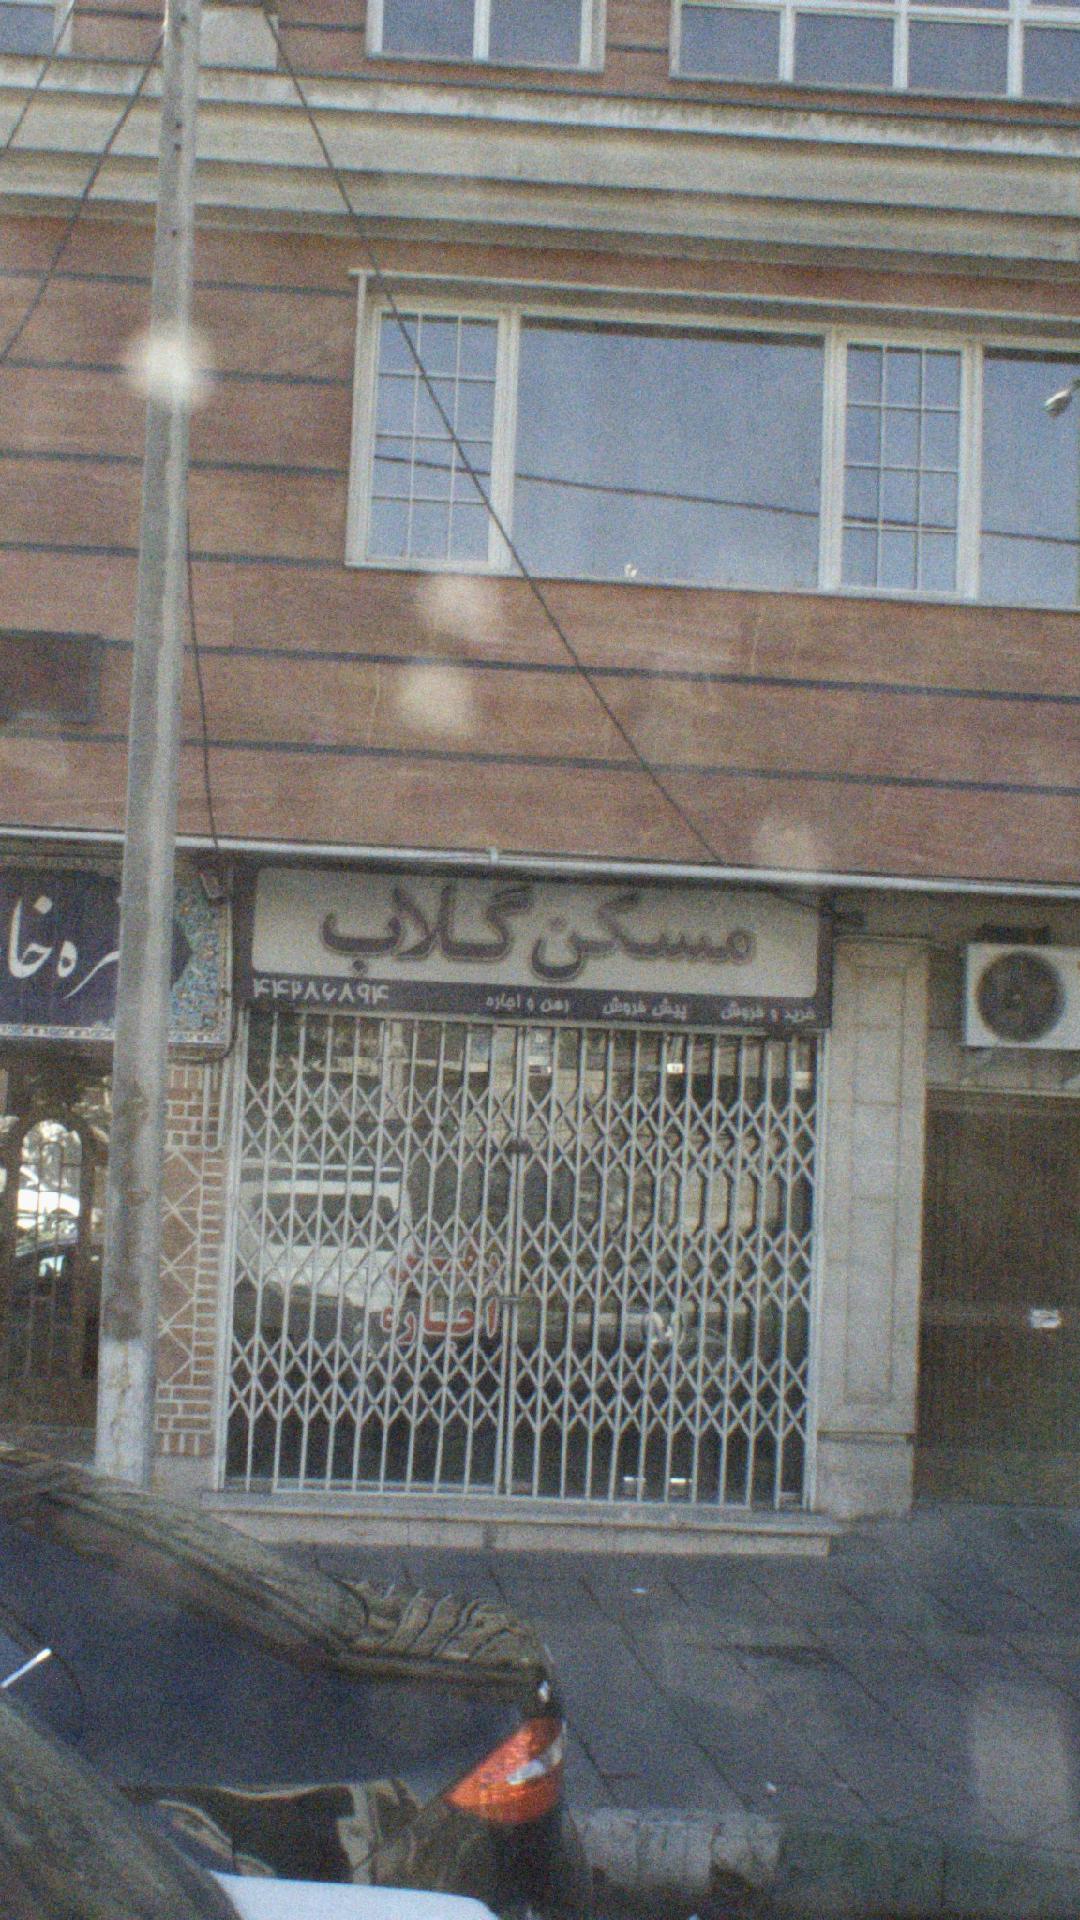 مسکن گلاب
خرید و فروش پیش فروش رهن و اجاره ۴۴۲۸۶۸۹۴
اجاره